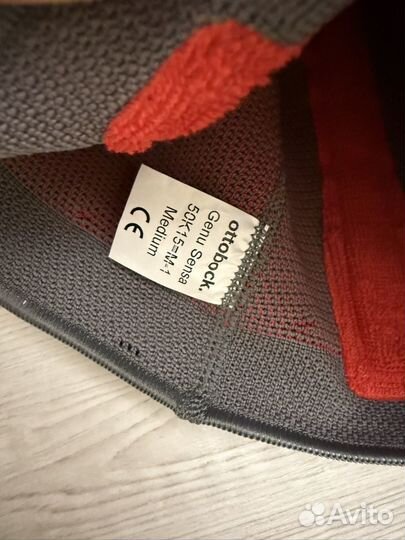 ottobock.
Genu Sensa
50K15=M-1
Medium
CE
Avito